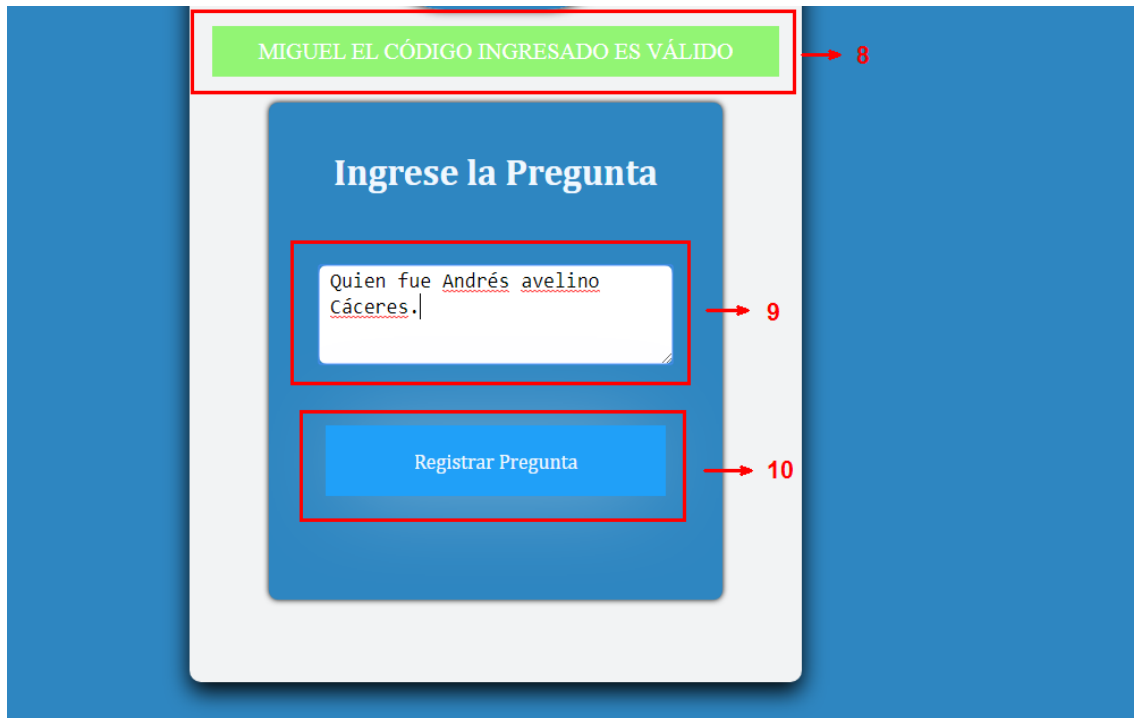 MIGUEL EL CÓDIGO INGRESADO ES VÁLIDO
8
Ingrese la Pregunta
Quien fue Andrés avelino
Cáceres.
9
Registrar Pregunta
10